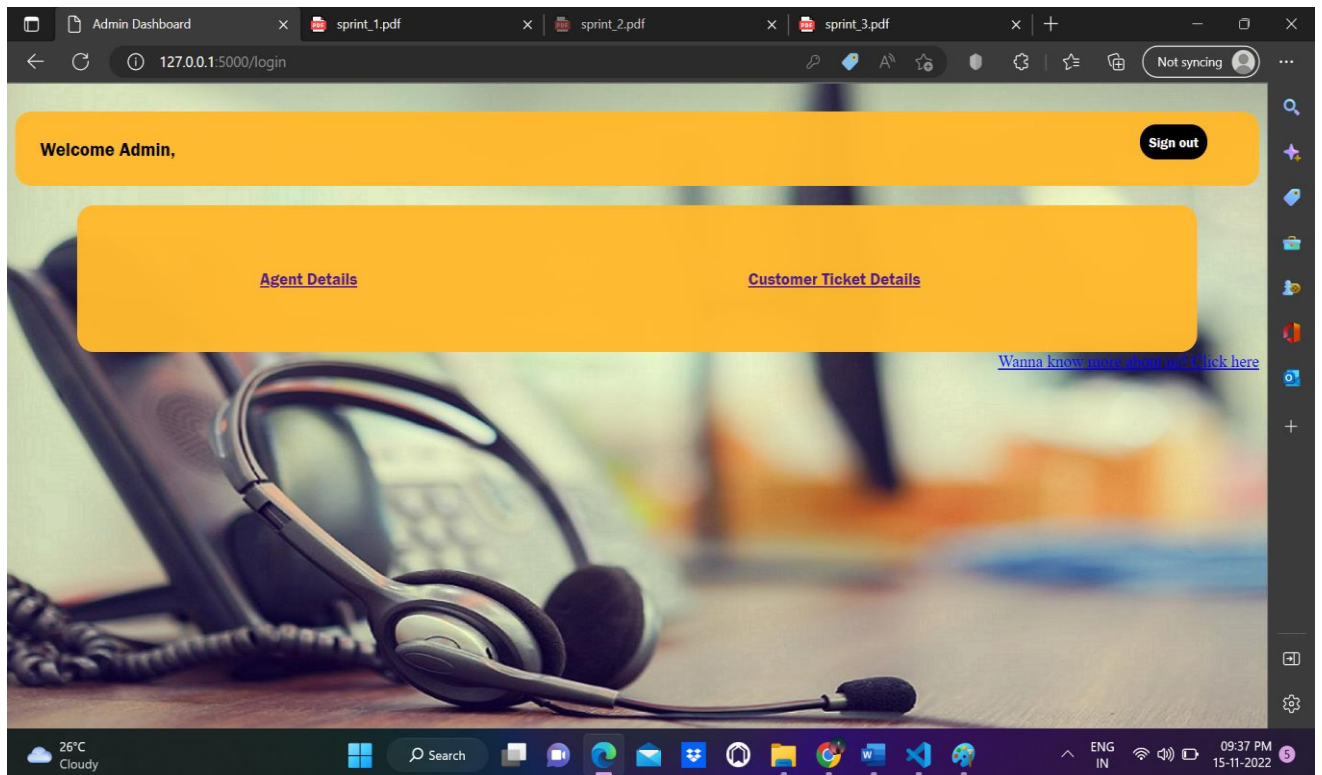 Admin Dashboard
sprint_1.pdf
sprint_2.pdf
sprint_3.pdf
127.0.0.1:5000/login
Not syncing
Welcome Admin,
Sign out
Agent Details
Customer Ticket Details
Wanna know more about us? Click here
26°C
Cloudy
Search
ENG
IN
09:37 PM
15-11-2022
5